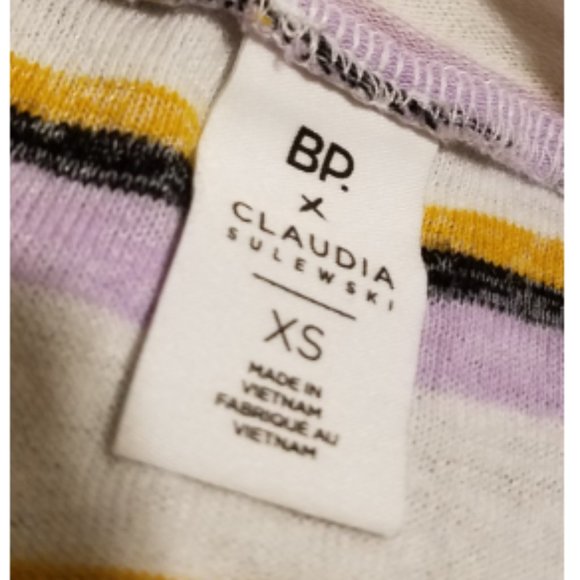 BP.
X
CLAUDIA
SULEWSKI
XS
MADE IN
VIETNAM
FABRIQUÉ AU
VIETNAM